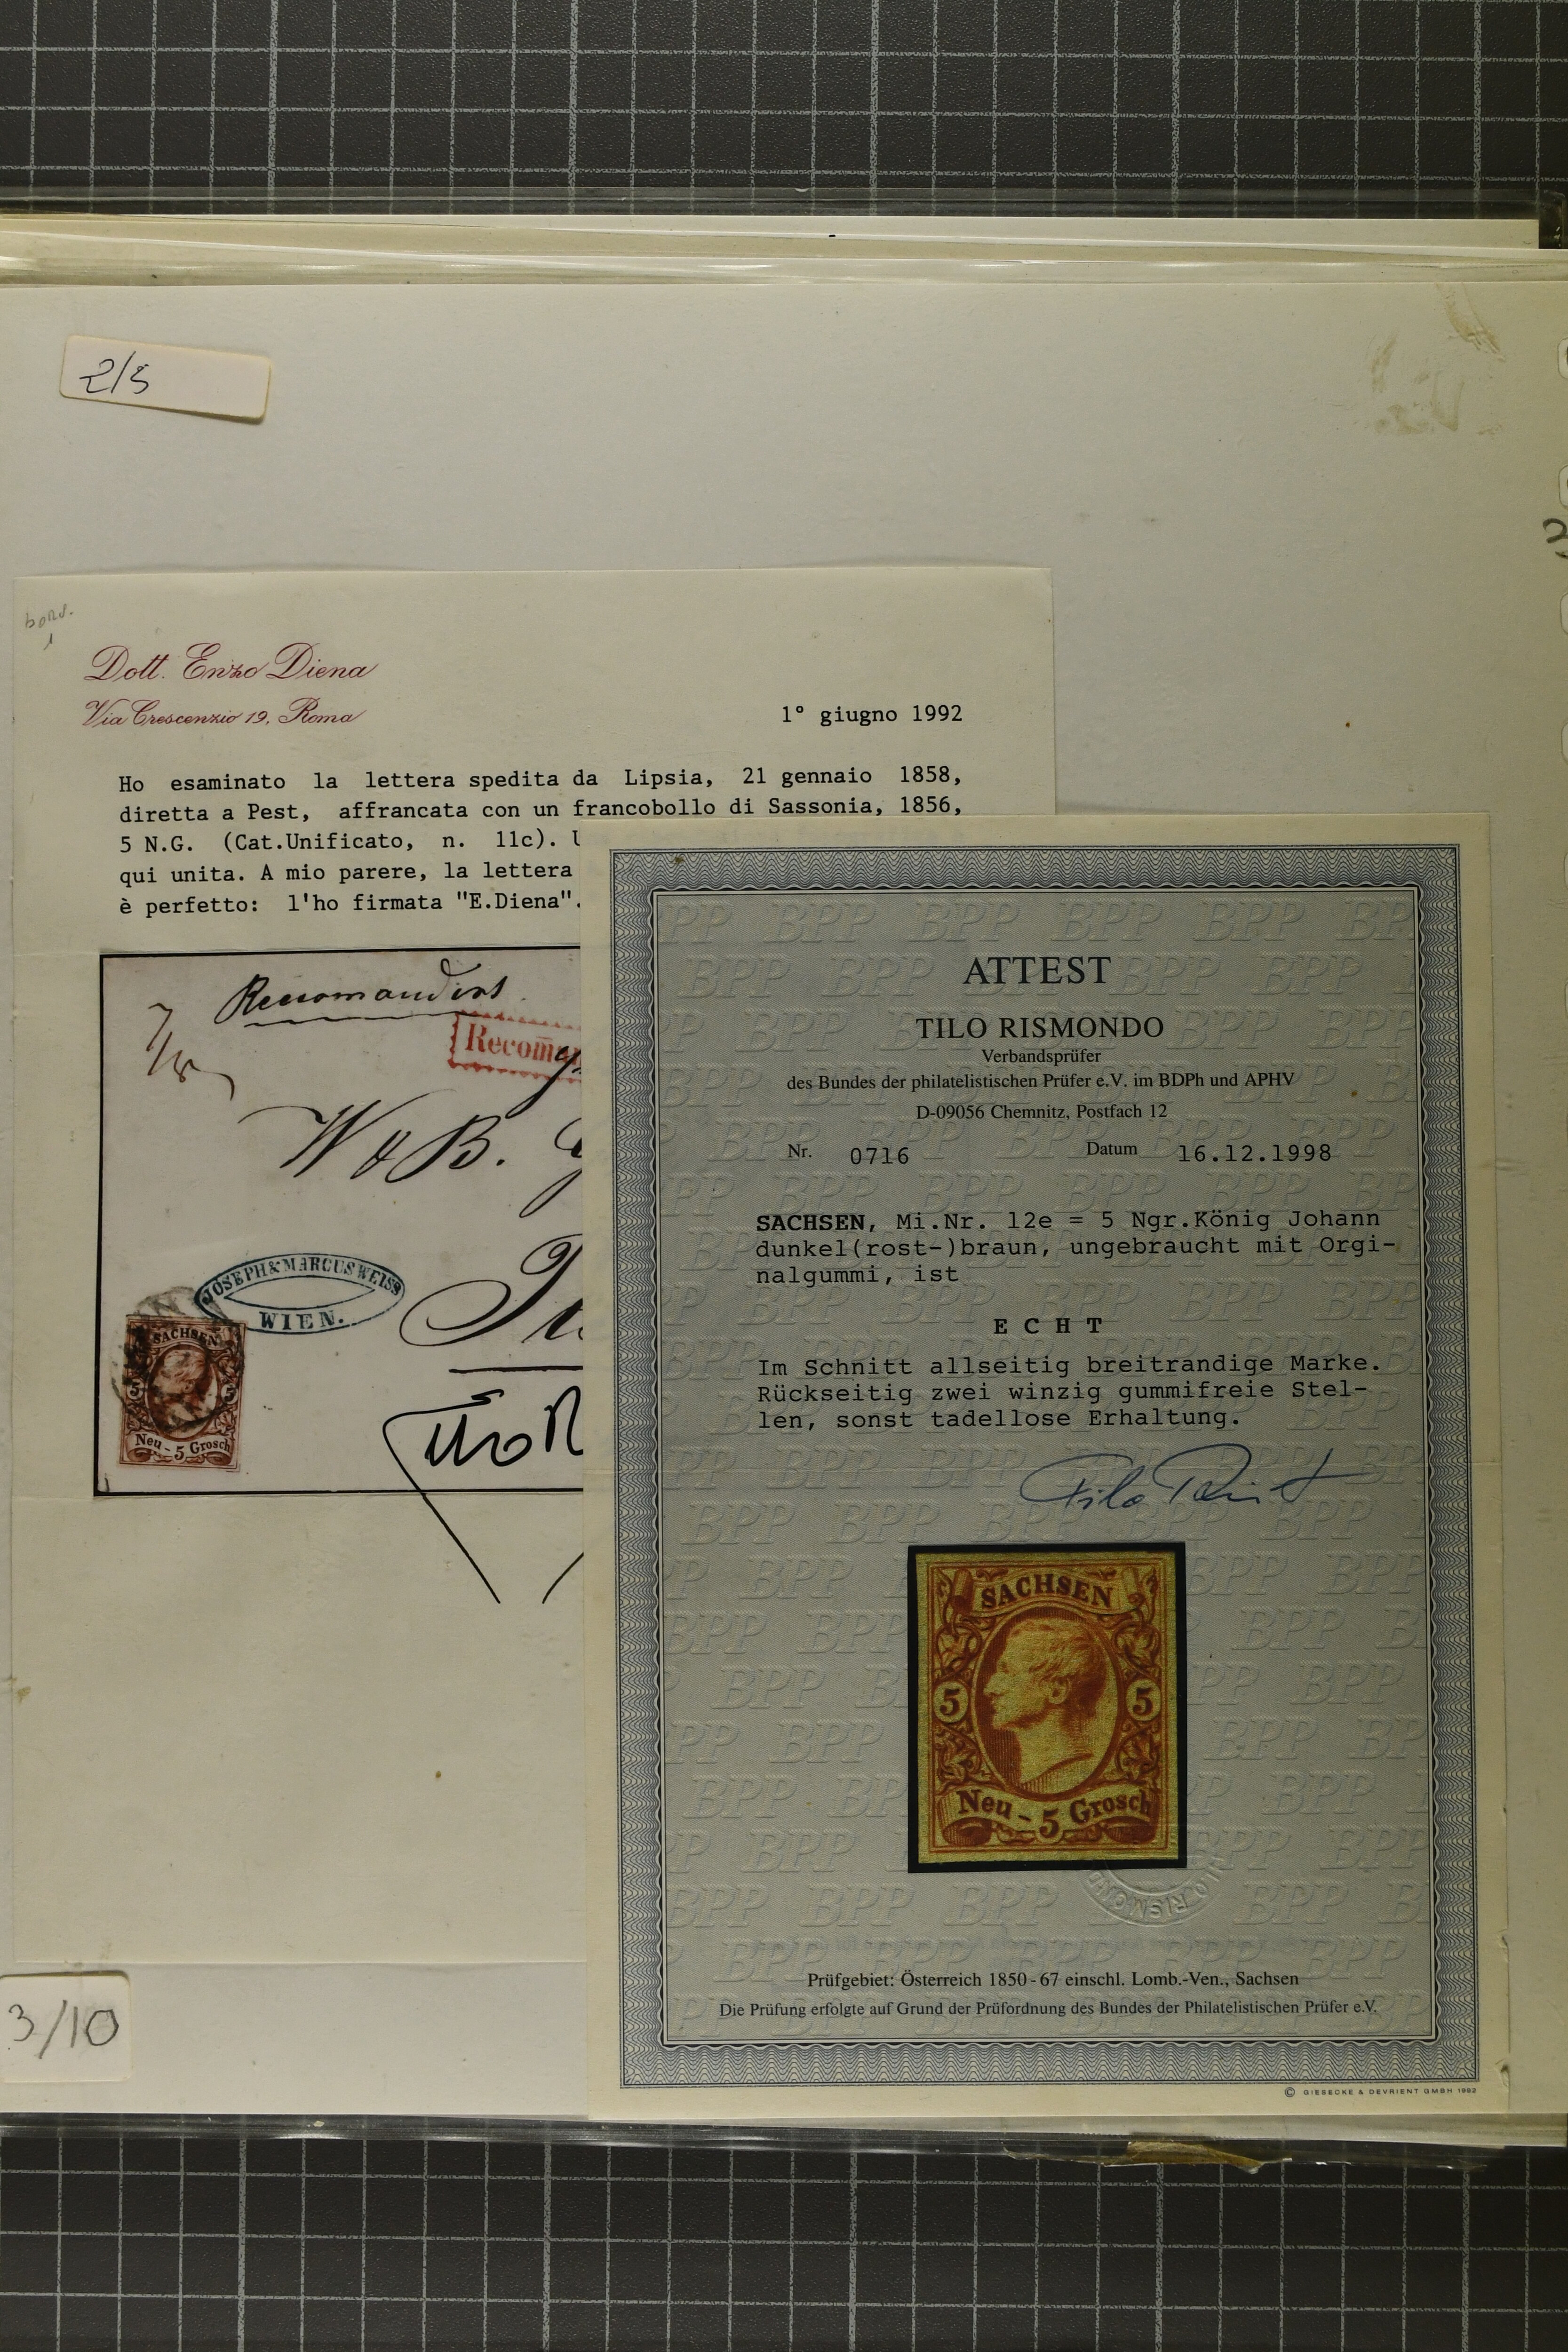 2/5
Dott. Enzo Diena
Via Crescenzio 19, Roma
1° giugno 1992
Ho esaminato la lettera spedita da Lipsia, 21 gennaio 1858,
diretta a Pest, affrancata con un francobollo di Sassonia, 1856,
5 N.G. (Cat.Unificato, n. 11c).
qui unita. A mio parere, la lettera
è perfetto: l'ho firmata "E.Diena".
Recom
W & B.
JOSEPH & MARCUS WEISS
WIEN.
SACHSEN
5 5
Neu - 5 Grosch
3/10
ATTEST
TILO RISMONDO
Verbandsprüfer
des Bundes der philatelistischen Prüfer e.V. im BDPh und APHV
D-09056 Chemnitz, Postfach 12
Nr. 0716 Datum 16.12.1998
SACHSEN, Mi.Nr. 12e = 5 Ngr.König Johann
dunkel(rost-)braun, ungebraucht mit Orgi-
nalgummi, ist
E C H T
Im Schnitt allseitig breitrandige Marke.
Rückseitig zwei winzig gummifreie Stel-
len, sonst tadellose Erhaltung.
SACHSEN
5 5
Neu - 5 Grosch
Prüfgebiet: Österreich 1850 - 67 einschl. Lomb.-Ven., Sachsen
Die Prüfung erfolgte auf Grund der Prüfordnung des Bundes der Philatelistischen Prüfer e.V.
© GIESECKE & DEVRIENT GMBH 1992